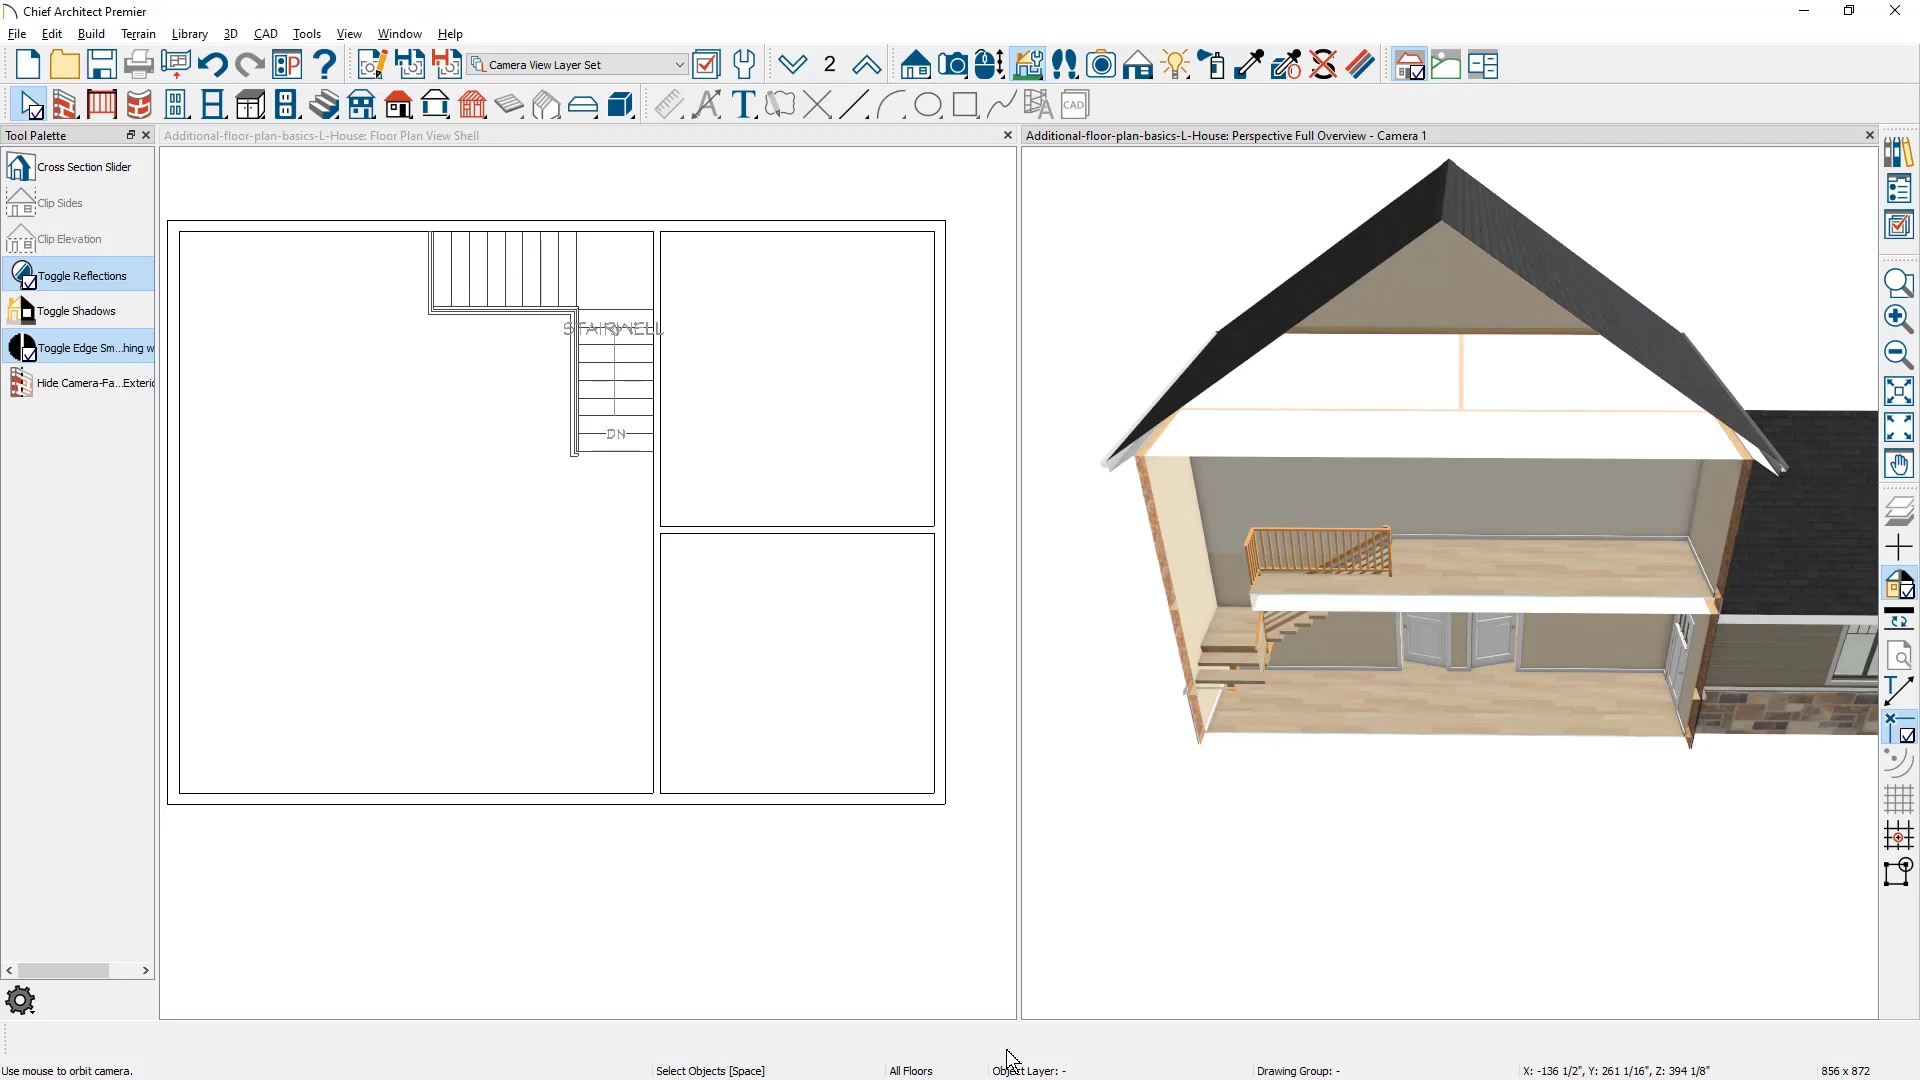 Chief Architect Premier
File Edit Build Terrain Library 3D CAD Tools View Window Help
Camera View Layer Set
2
CAD
Tool Palette
Additional-floor-plan-basics-L-House: Floor Plan View Shell
Additional-floor-plan-basics-L-House: Perspective Full Overview - Camera 1
Cross Section Slider
Clip Sides
Clip Elevation
Toggle Reflections
Toggle Shadows
Toggle Edge Sm...hing w
Hide Camera-Fa...Exteri
STAIRWELL
DN
Use mouse to orbit camera.
Select Objects [Space]
All Floors
Object Layer: -
Drawing Group: -
X: -136 1/2", Y: 261 1/16", Z: 394 1/8"
856 x 872